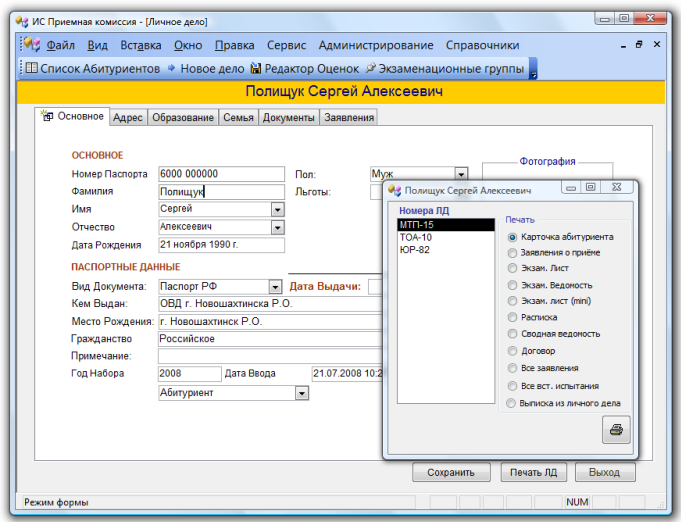 ИС Приемная комиссия - [Личное дело]
Файл Вид Вставка Окно Правка Сервис Администрирование Справочники
Список Абитуриентов Новое дело Редактор Оценок Экзаменационные группы
Полищук Сергей Алексеевич
Основное Адрес Образование Семья Документы Заявления
ОСНОВНОЕ
Фотография
Номер Паспорта 6000 000000 Пол: Муж
Фамилия Полищук Льготы:
Имя Сергей
Отчество Алексеевич
Дата Рождения 21 ноября 1990 г.
ПАСПОРТНЫЕ ДАННЫЕ
Вид Документа: Паспорт РФ Дата Выдачи:
Кем Выдан: ОВД г. Новошахтинска Р.О.
Место Рождения: г. Новошахтинск Р.О.
Гражданство Российское
Примечание:
Год Набора 2008 Дата Ввода 21.07.2008 10:2
Абитуриент
Полищук Сергей Алексеевич
Номера ЛД
МТП-15
ТОА-10
ЮР-82
Печать
Карточка абитуриента
Заявления о приёме
Экзан. Лист
Экзан. Ведомость
Экзан. лист (mini)
Расписка
Сводная ведомость
Договор
Все заявления
Все вст. испытания
Выписка из личного дела
Сохранить Печать ЛД Выход
Режим формы NUM